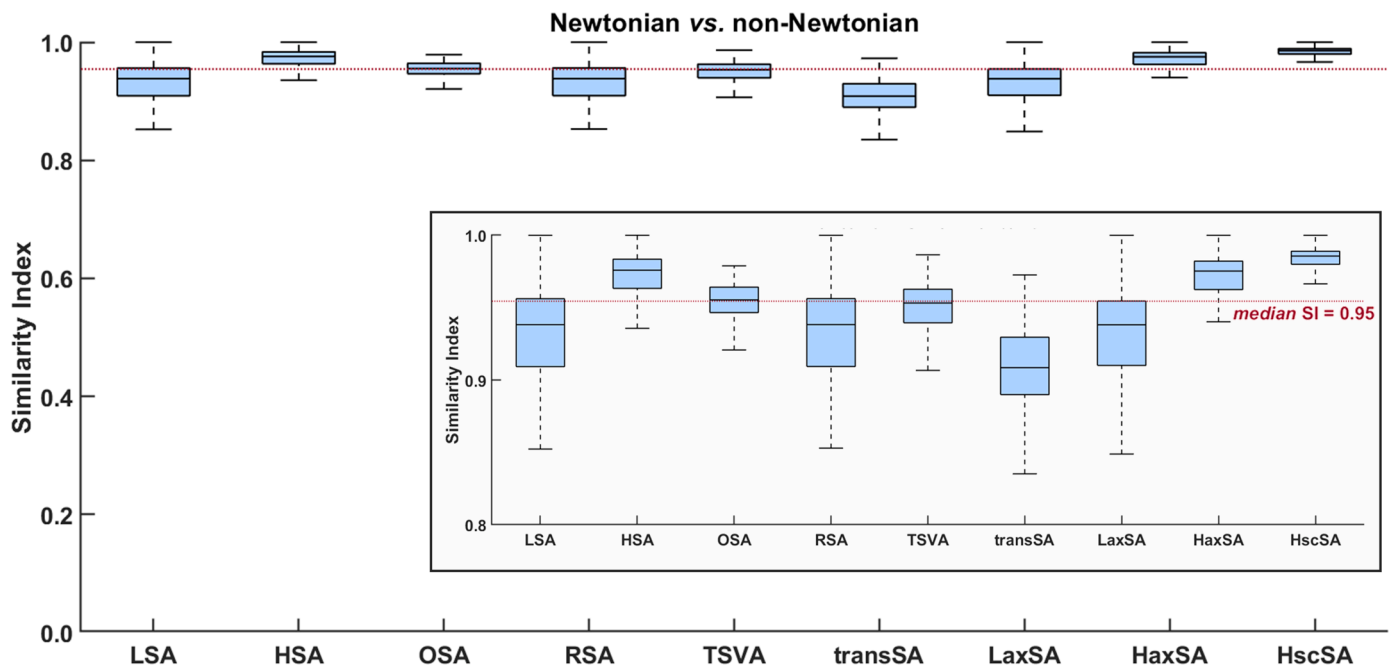 Newtonian vs. non-Newtonian
1.0
0.8
0.6
0.4
0.2
0.0
Similarity Index
LSA HSA OSA RSA TSVA transSA LaxSA HaxSA HscSA
1.0
0.9
0.8
Similarity Index
median SI = 0.95
LSA HSA OSA RSA TSVA transSA LaxSA HaxSA HscSA